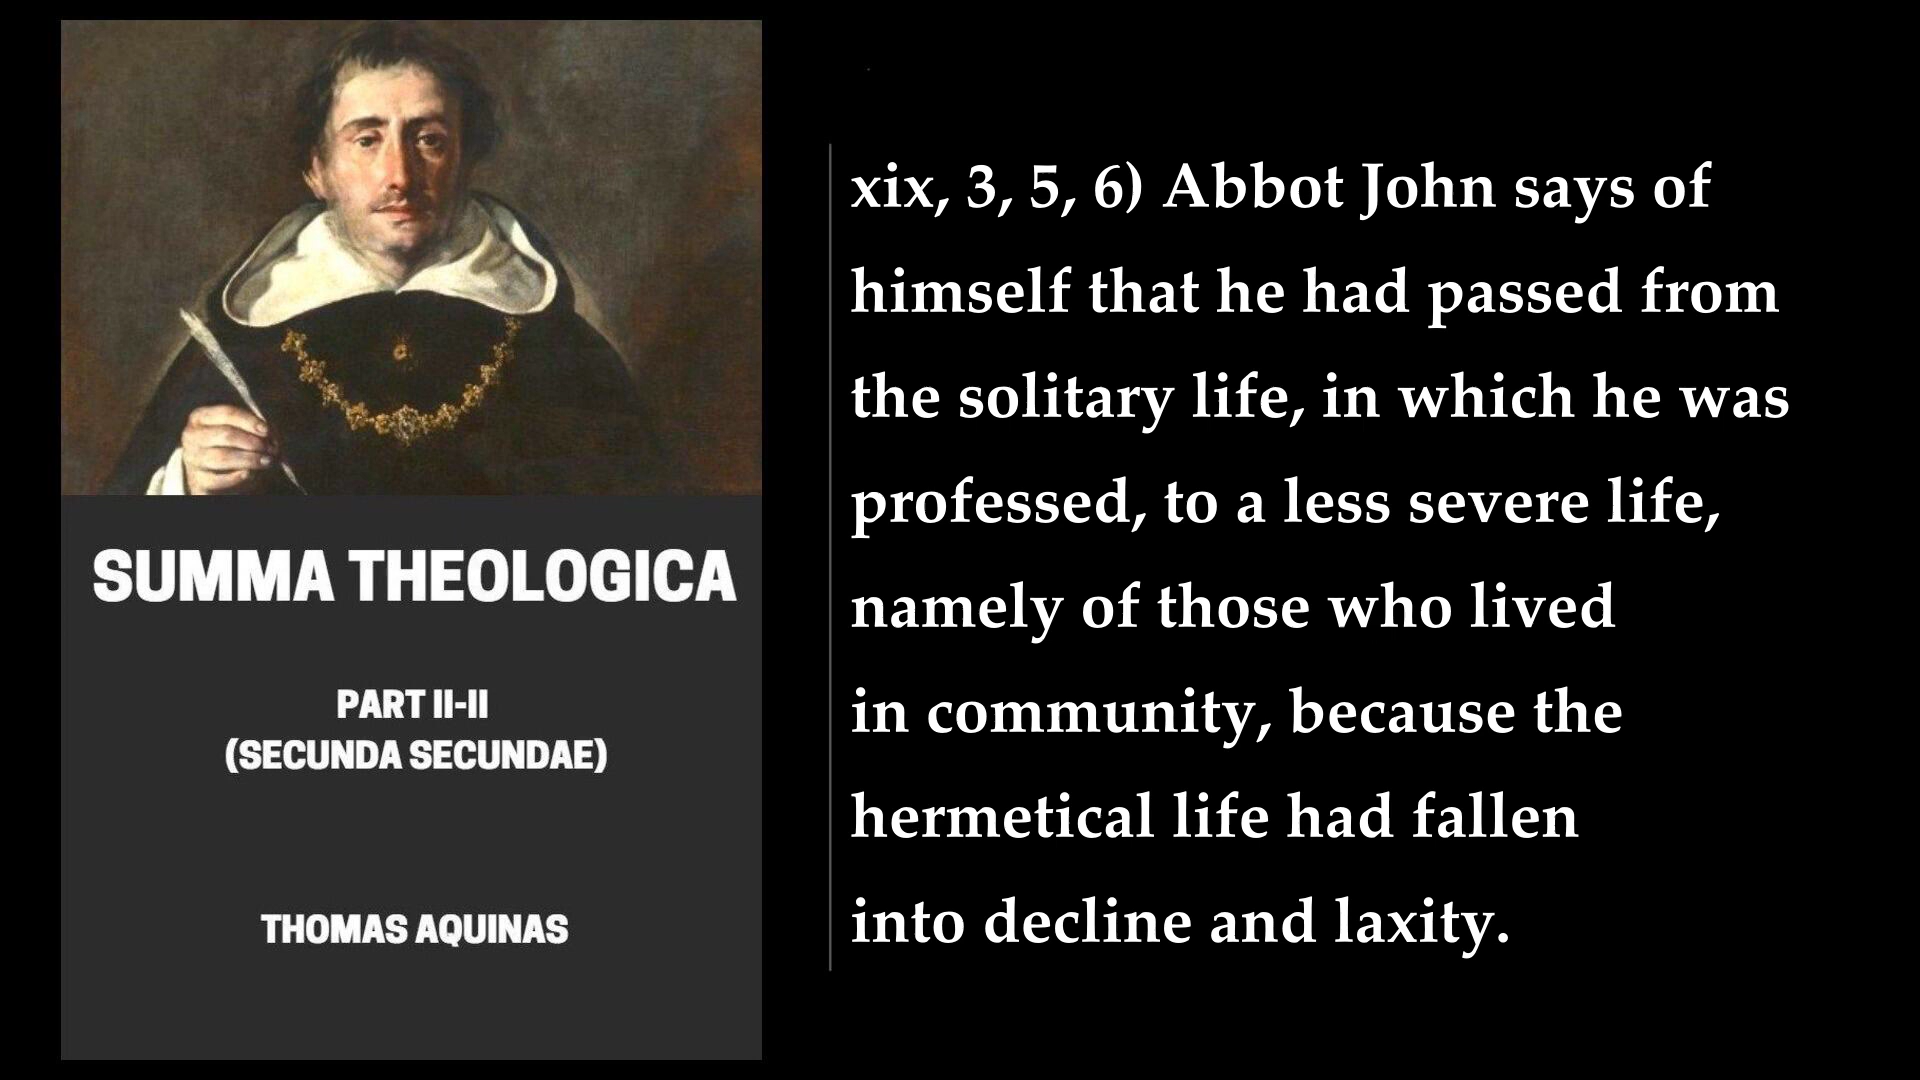 SUMMA THEOLOGICA
PART II-II
(SECUNDA SECUNDAE)
THOMAS AQUINAS
xix, 3, 5, 6) Abbot John says of
himself that he had passed from
the solitary life, in which he was
professed, to a less severe life,
namely of those who lived
in community, because the
hermetical life had fallen
into decline and laxity.